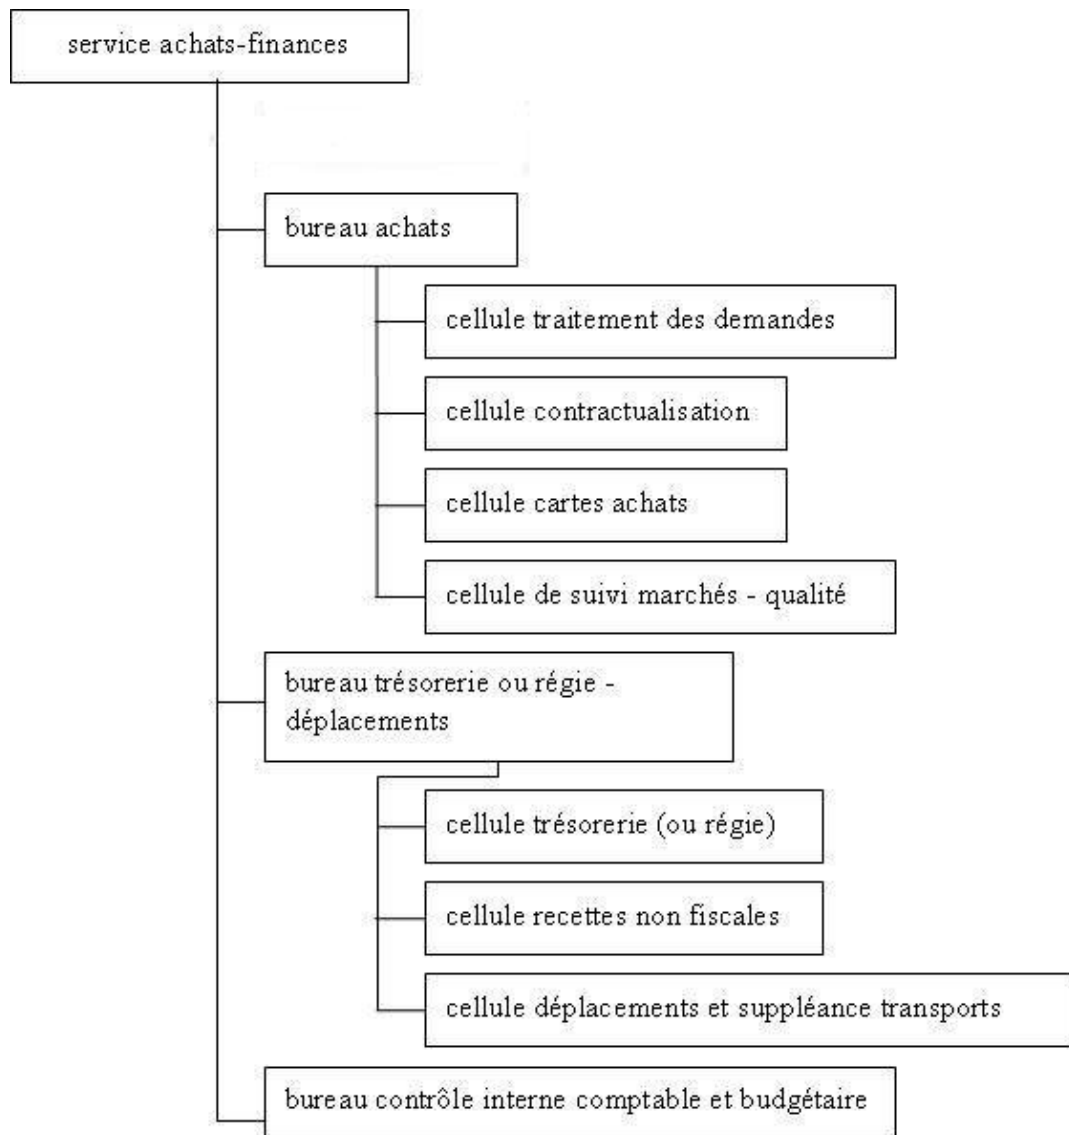 service achats-finances
bureau achats
cellule traitement des demandes
cellule contractualisation
cellule cartes achats
cellule de suivi marchés - qualité
bureau trésorerie ou régie -
déplacements
cellule trésorerie (ou régie)
cellule recettes non fiscales
cellule déplacements et suppléance transports
bureau contrôle interne comptable et budgétaire